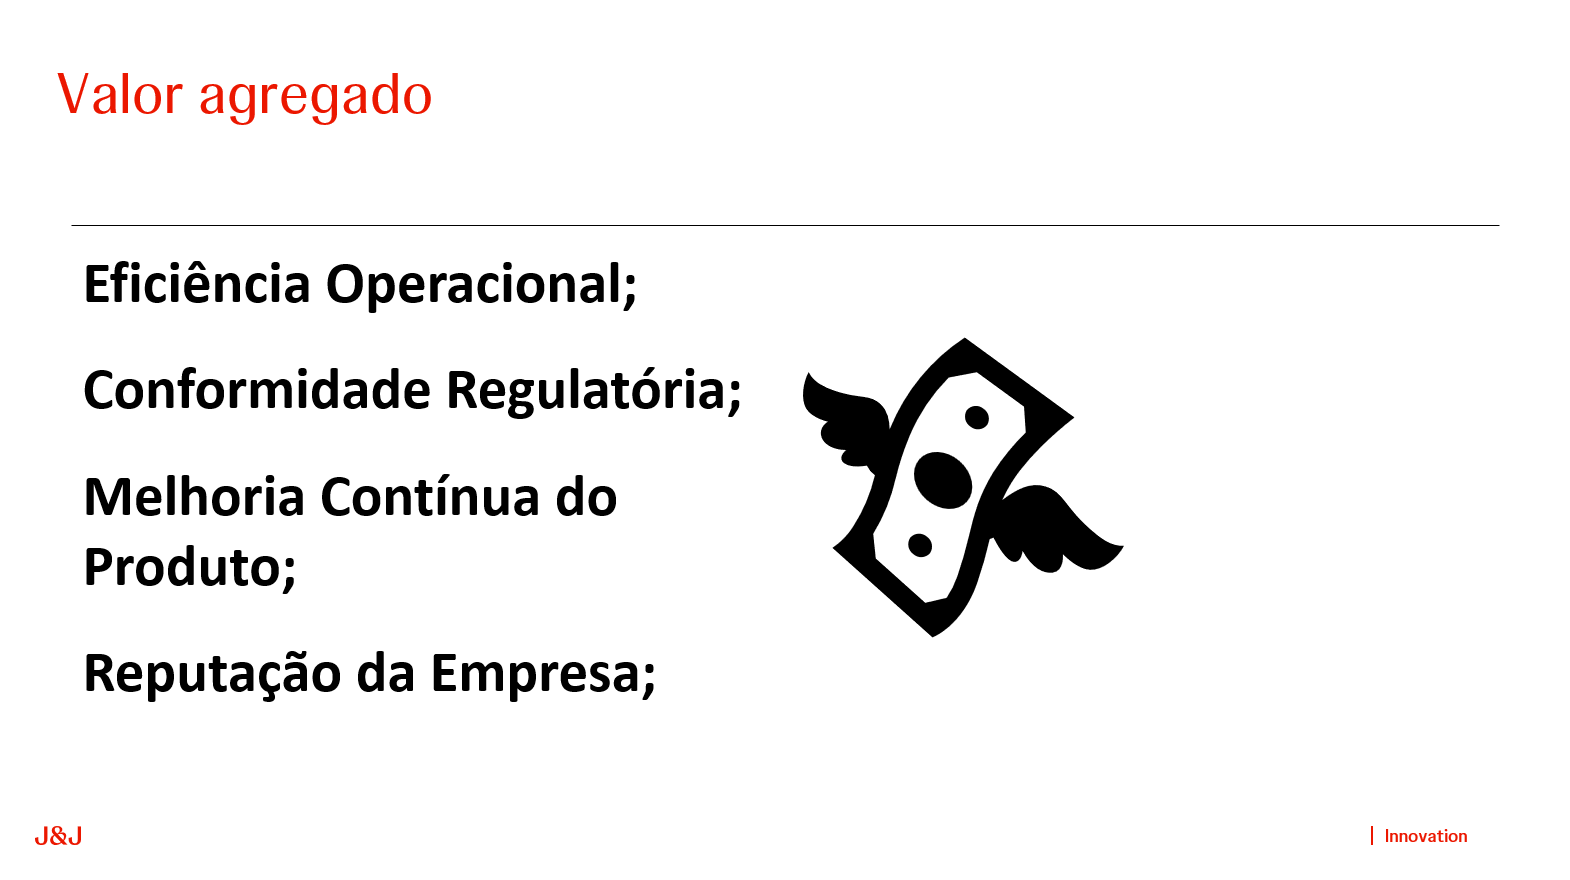 Valor agregado
Eficiência Operacional;
Conformidade Regulatória;
Melhoria Contínua do
Produto;
Reputação da Empresa;
J&J
Innovation